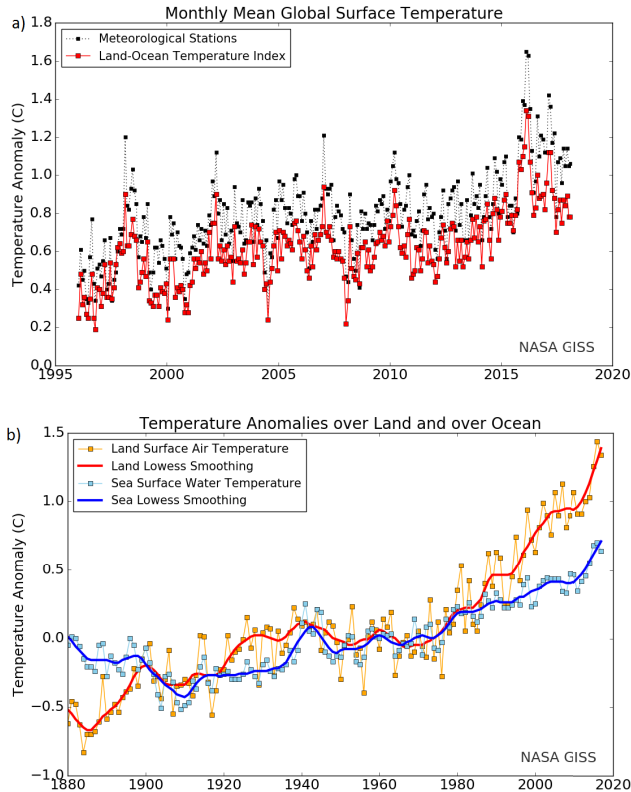 a)
Monthly Mean Global Surface Temperature
Temperature Anomaly (C)
1.8
1.6
1.4
1.2
1.0
0.8
0.6
0.4
0.2
0.0
Meteorological Stations
Land-Ocean Temperature Index
NASA GISS
1995 2000 2005 2010 2015 2020
b)
Temperature Anomalies over Land and over Ocean
Temperature Anomaly (C)
1.5
1.0
0.5
0.0
−0.5
−1.0
Land Surface Air Temperature
Land Lowess Smoothing
Sea Surface Water Temperature
Sea Lowess Smoothing
NASA GISS
1880 1900 1920 1940 1960 1980 2000 2020